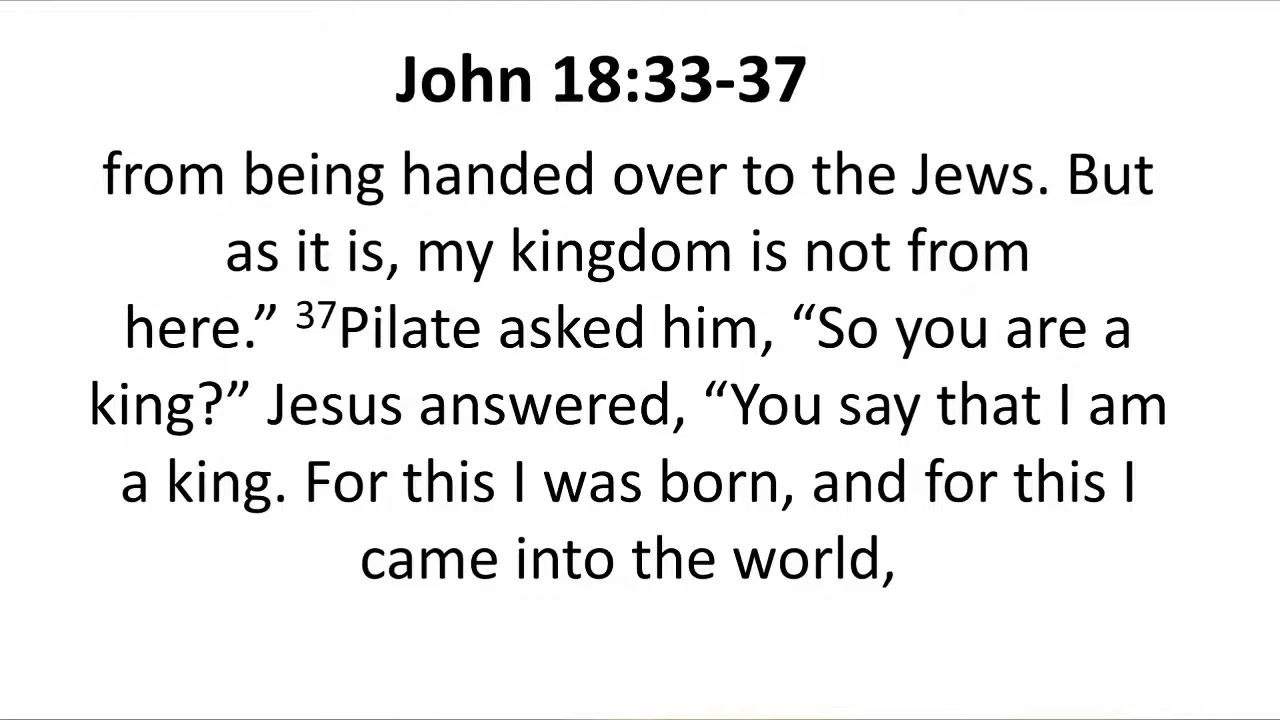 John 18:33-37
from being handed over to the Jews. But
as it is, my kingdom is not from
here.” ³⁷Pilate asked him, “So you are a
king?” Jesus answered, “You say that I am
a king. For this I was born, and for this I
came into the world,